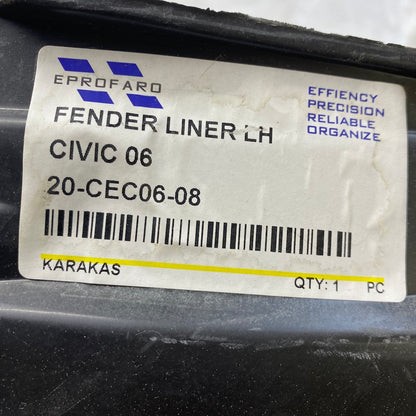 EPROFARO
EFFIENCY
PRECISION
RELIABLE
ORGANIZE
FENDER LINER LH
CIVIC 06
20-CEC06-08
KARAKAS
QTY: 1 PC